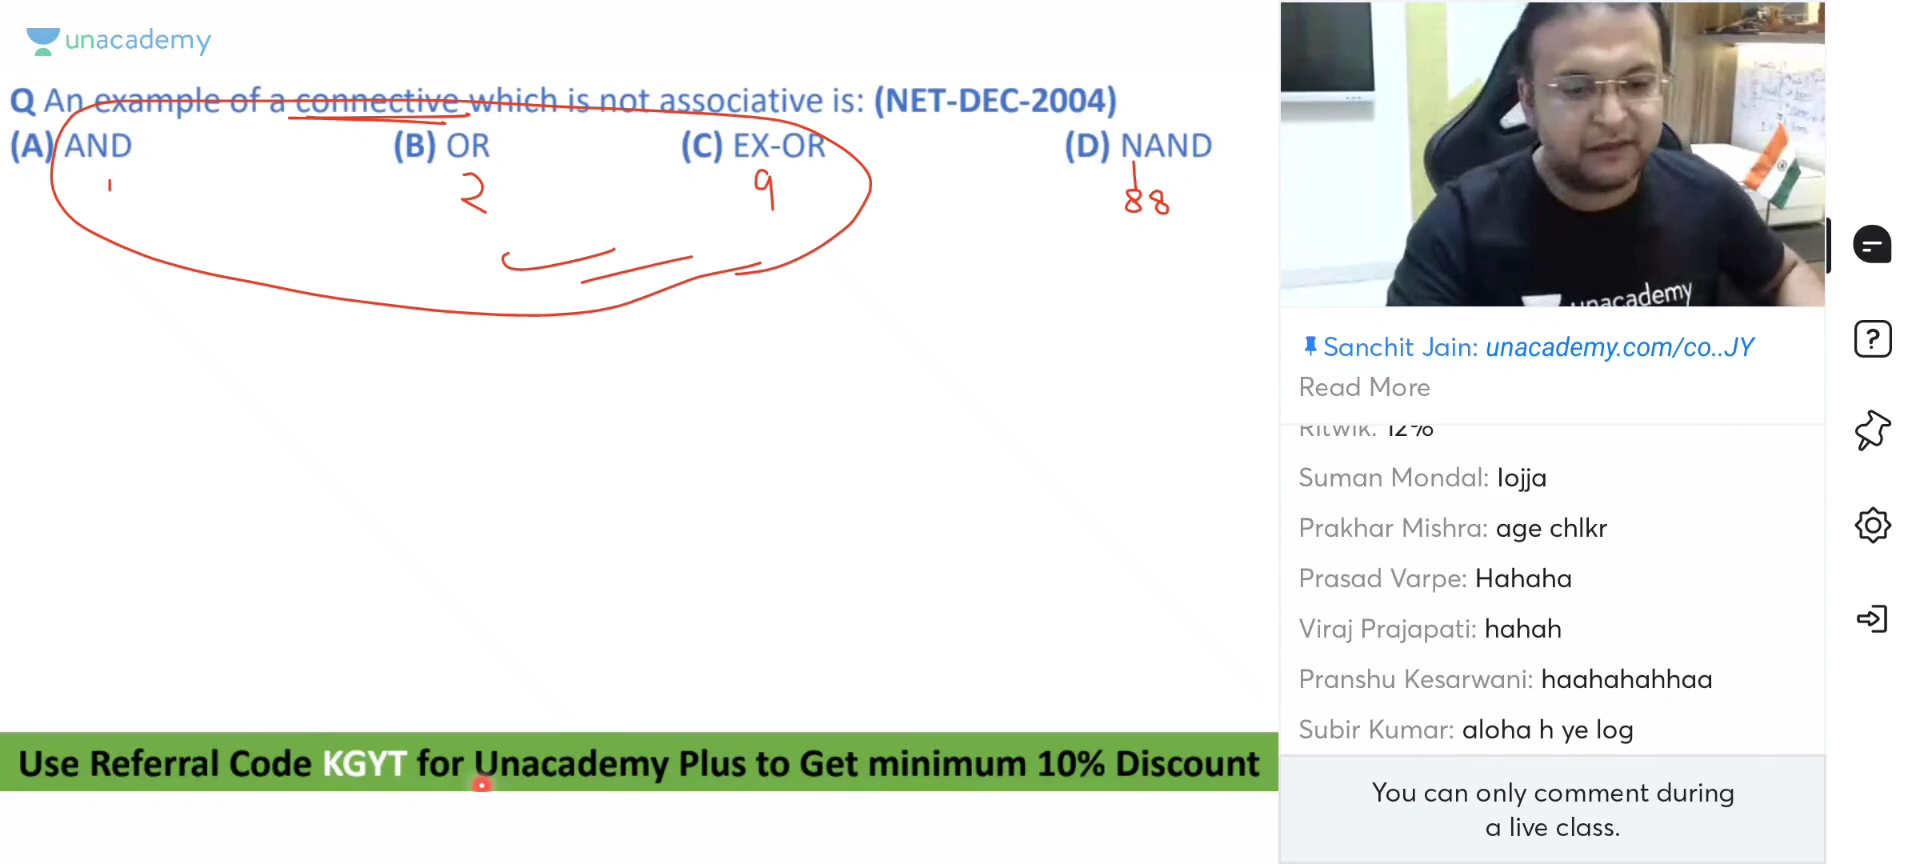 unacademy
Q An example of a connective which is not associative is: (NET-DEC-2004)
(A) AND (B) OR (C) EX-OR (D) NAND
1 2 9 88
unacademy
Sanchit Jain: unacademy.com/co..JY
Read More
Ritwik: 12%
Suman Mondal: lojja
Prakhar Mishra: age chlkr
Prasad Varpe: Hahaha
Viraj Prajapati: hahah
Pranshu Kesarwani: haahahahhaa
Subir Kumar: aloha h ye log
You can only comment during
a live class.
Use Referral Code KGYT for Unacademy Plus to Get minimum 10% Discount